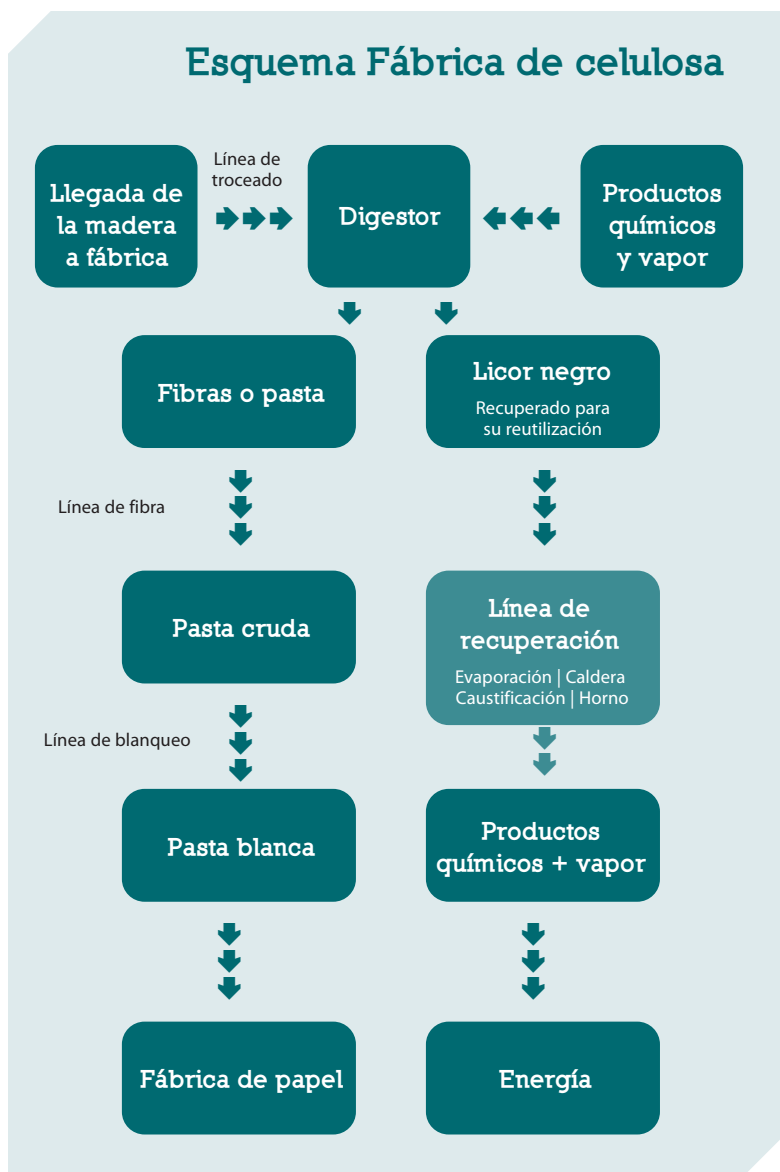 Esquema Fábrica de celulosa
Llegada de
la madera
a fábrica
Línea de
troceado
Digestor
Productos
químicos
y vapor
Fibras o pasta
Licor negro
Recuperado para
su reutilización
Línea de fibra
Pasta cruda
Línea de
recuperación
Evaporación | Caldera
Caustificación | Horno
Línea de blanqueo
Pasta blanca
Productos
químicos + vapor
Fábrica de papel
Energía